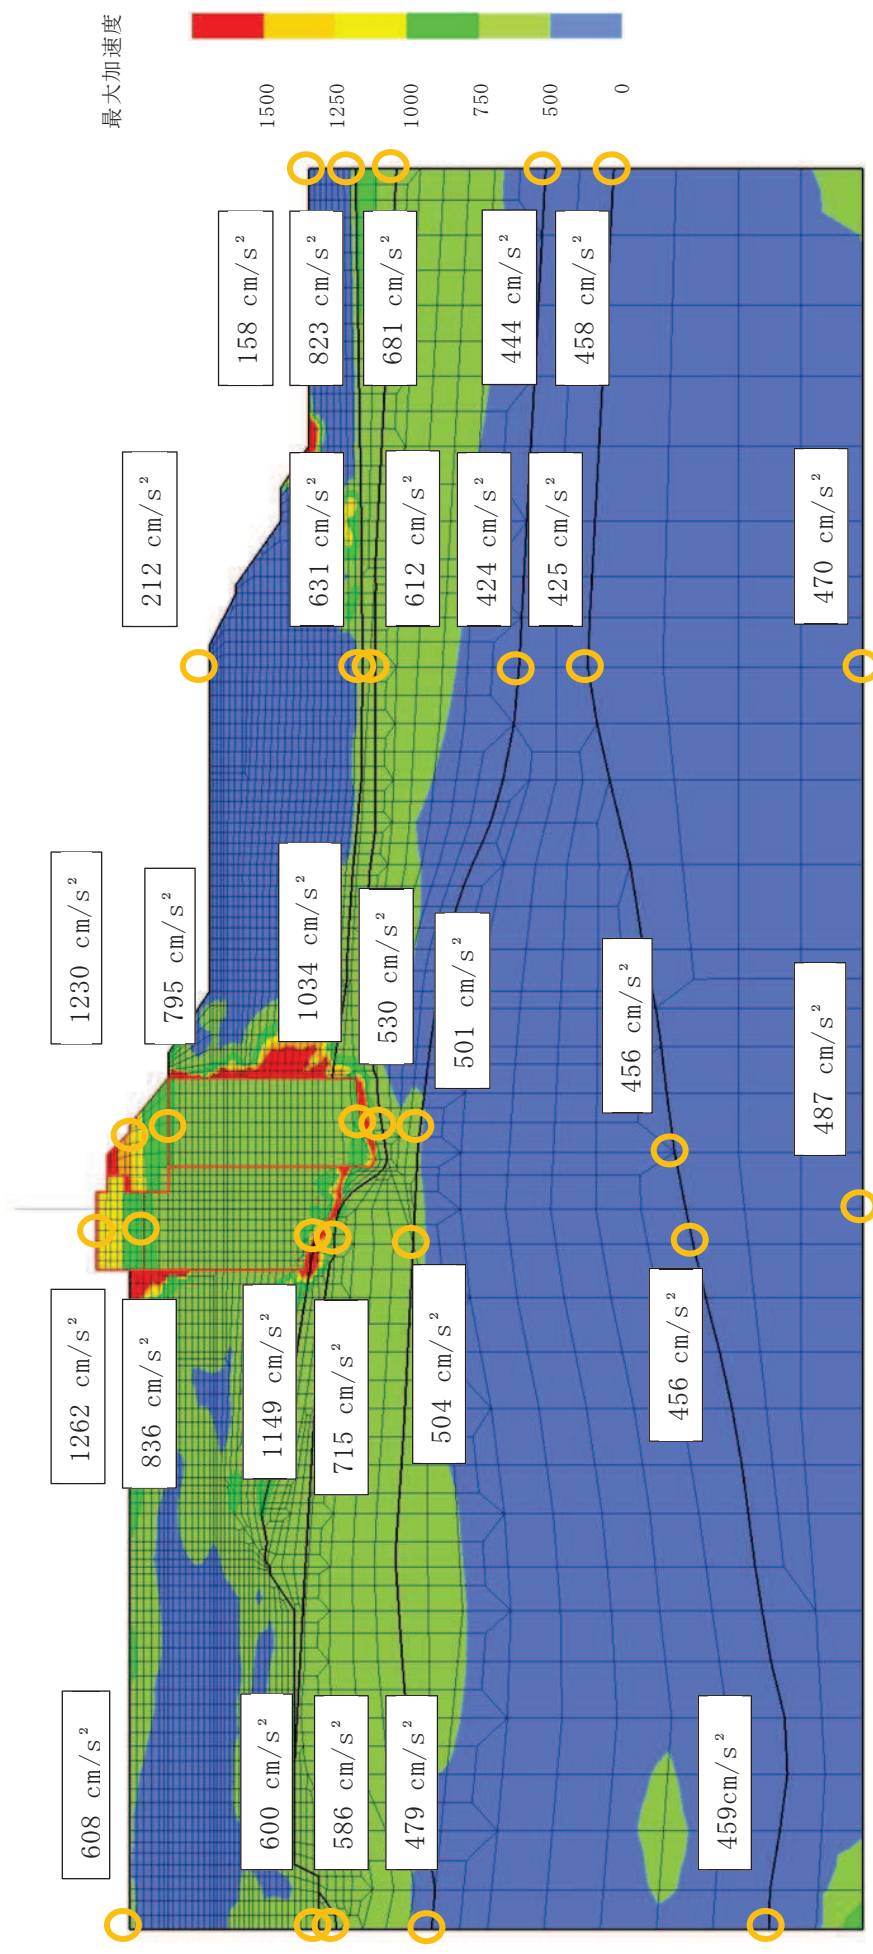 608 cm/s²
600 cm/s²
586 cm/s²
479 cm/s²
459cm/s²
1262 cm/s²
836 cm/s²
1149 cm/s²
715 cm/s²
504 cm/s²
456 cm/s²
1230 cm/s²
795 cm/s²
1034 cm/s²
530 cm/s²
501 cm/s²
456 cm/s²
487 cm/s²
212 cm/s²
631 cm/s²
612 cm/s²
424 cm/s²
425 cm/s²
470 cm/s²
158 cm/s²
823 cm/s²
681 cm/s²
444 cm/s²
458 cm/s²
最大加速度
1500
1250
1000
750
500
0